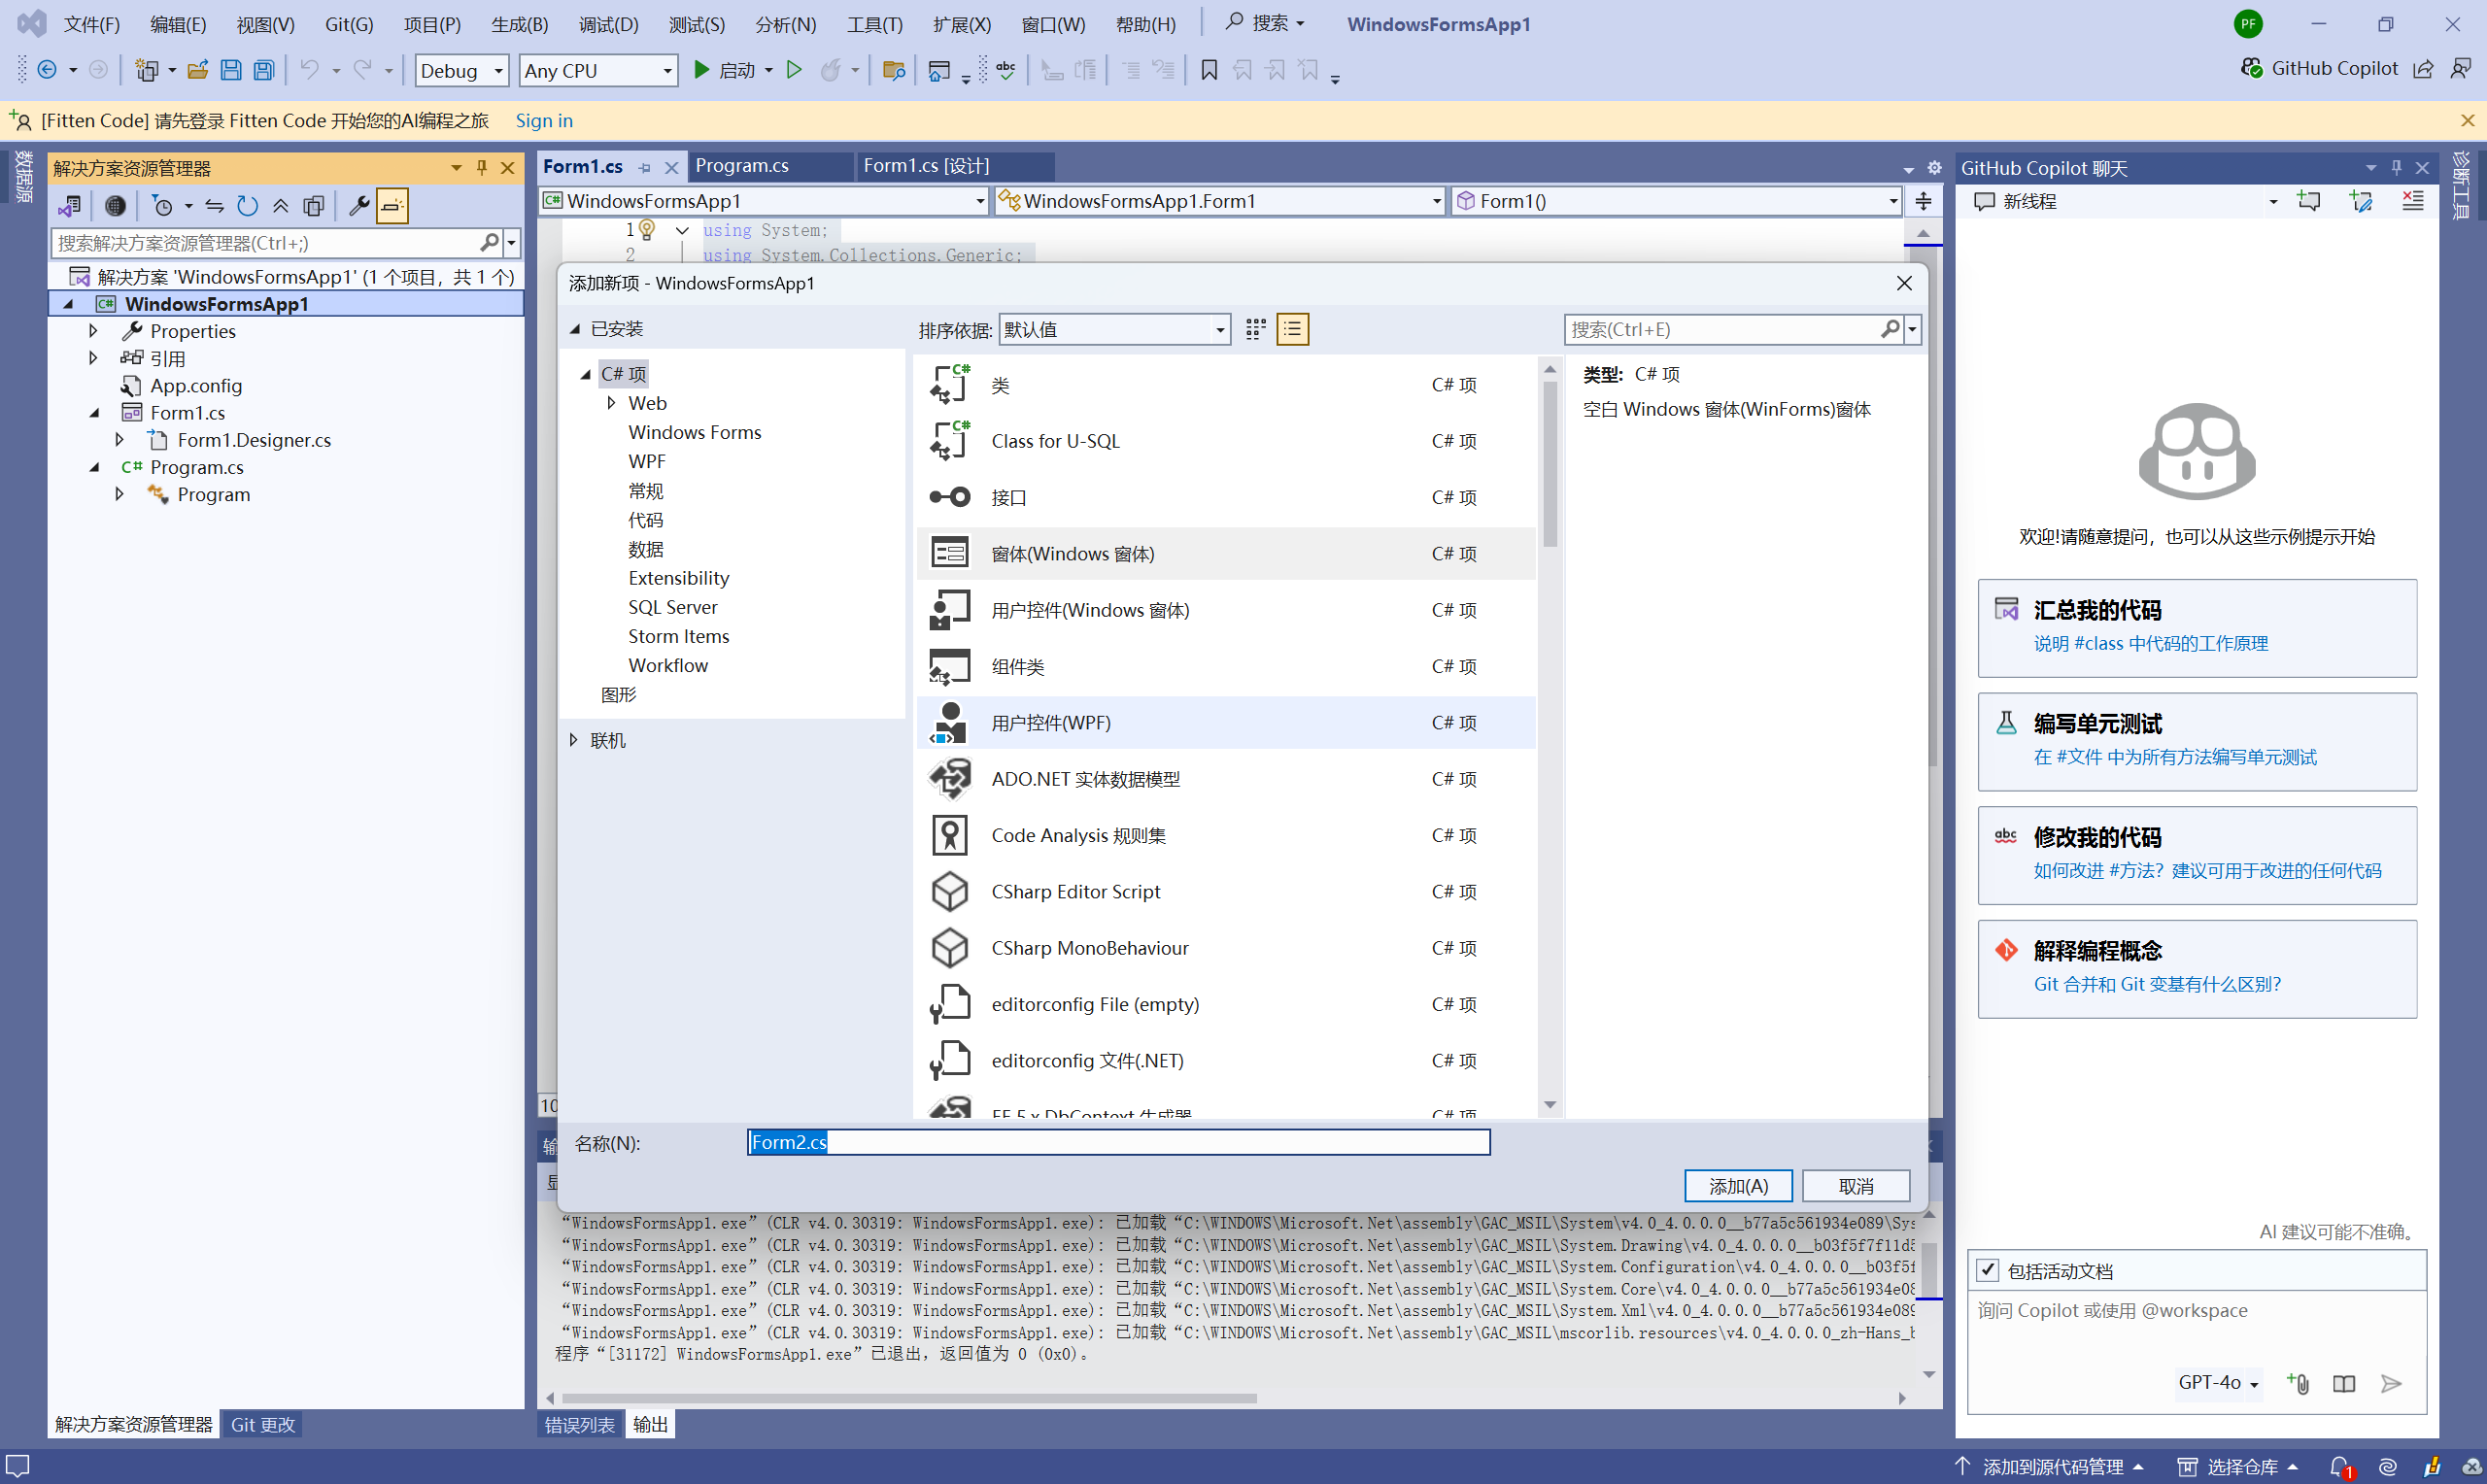 文件(F) 编辑(E) 视图(V) Git(G) 项目(P) 生成(B) 调试(D) 测试(S) 分析(N) 工具(T) 扩展(X) 窗口(W) 帮助(H) 搜索 WindowsFormsApp1 PF
Debug Any CPU 启动 GitHub Copilot
[Fitten Code] 请先登录 Fitten Code 开始您的AI编程之旅 Sign in
数据源
解决方案资源管理器
搜索解决方案资源管理器(Ctrl+;)
解决方案 'WindowsFormsApp1' (1 个项目，共 1 个)
WindowsFormsApp1
Properties
引用
App.config
Form1.cs
Form1.Designer.cs
Program.cs
Program
解决方案资源管理器 Git 更改
Form1.cs Program.cs Form1.cs [设计]
WindowsFormsApp1 WindowsFormsApp1.Form1 Form1()
1 using System;
2 using System.Collections.Generic;
添加新项 - WindowsFormsApp1
已安装
排序依据: 默认值
搜索(Ctrl+E)
C# 项
Web
Windows Forms
WPF
常规
代码
数据
Extensibility
SQL Server
Storm Items
Workflow
图形
联机
类 C# 项
Class for U-SQL C# 项
接口 C# 项
窗体(Windows 窗体) C# 项
用户控件(Windows 窗体) C# 项
组件类 C# 项
用户控件(WPF) C# 项
ADO.NET 实体数据模型 C# 项
Code Analysis 规则集 C# 项
CSharp Editor Script C# 项
CSharp MonoBehaviour C# 项
editorconfig File (empty) C# 项
editorconfig 文件(.NET) C# 项
EF 5.x DbContext 生成器 C# 项
类型: C# 项
空白 Windows 窗体(WinForms)窗体
名称(N): Form2.cs
添加(A) 取消
“WindowsFormsApp1.exe”(CLR v4.0.30319: WindowsFormsApp1.exe): 已加载“C:\WINDOWS\Microsoft.Net\assembly\GAC_MSIL\System\v4.0_4.0.0.0__b77a5c561934e089\Sys
“WindowsFormsApp1.exe”(CLR v4.0.30319: WindowsFormsApp1.exe): 已加载“C:\WINDOWS\Microsoft.Net\assembly\GAC_MSIL\System.Drawing\v4.0_4.0.0.0__b03f5f7f11d5
“WindowsFormsApp1.exe”(CLR v4.0.30319: WindowsFormsApp1.exe): 已加载“C:\WINDOWS\Microsoft.Net\assembly\GAC_MSIL\System.Configuration\v4.0_4.0.0.0__b03f5f
“WindowsFormsApp1.exe”(CLR v4.0.30319: WindowsFormsApp1.exe): 已加载“C:\WINDOWS\Microsoft.Net\assembly\GAC_MSIL\System.Core\v4.0_4.0.0.0__b77a5c561934e08
“WindowsFormsApp1.exe”(CLR v4.0.30319: WindowsFormsApp1.exe): 已加载“C:\WINDOWS\Microsoft.Net\assembly\GAC_MSIL\System.Xml\v4.0_4.0.0.0__b77a5c561934e089
“WindowsFormsApp1.exe”(CLR v4.0.30319: WindowsFormsApp1.exe): 已加载“C:\WINDOWS\Microsoft.Net\assembly\GAC_MSIL\mscorlib.resources\v4.0_4.0.0.0_zh-Hans_b
程序“[31172] WindowsFormsApp1.exe”已退出，返回值为 0 (0x0)。
错误列表 输出
GitHub Copilot 聊天
新线程
欢迎!请随意提问，也可以从这些示例提示开始
汇总我的代码
说明 #class 中代码的工作原理
编写单元测试
在 #文件 中为所有方法编写单元测试
abc 修改我的代码
如何改进 #方法? 建议可用于改进的任何代码
解释编程概念
Git 合并和 Git 变基有什么区别?
AI 建议可能不准确。
包括活动文档
询问 Copilot 或使用 @workspace
GPT-4o
诊断工具
添加到源代码管理 选择仓库 1